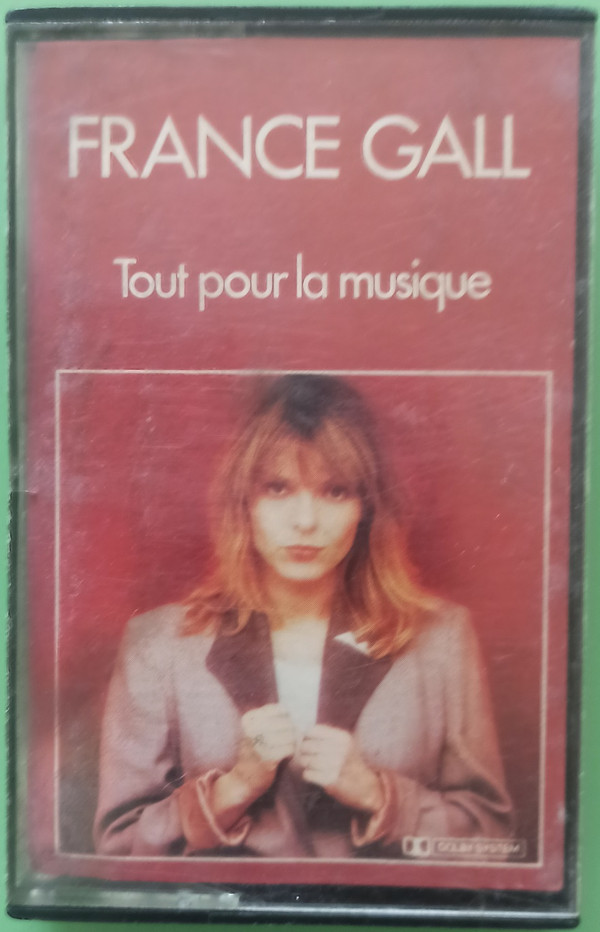 FRANCE GALL
Tout pour la musique
DOLBY SYSTEM